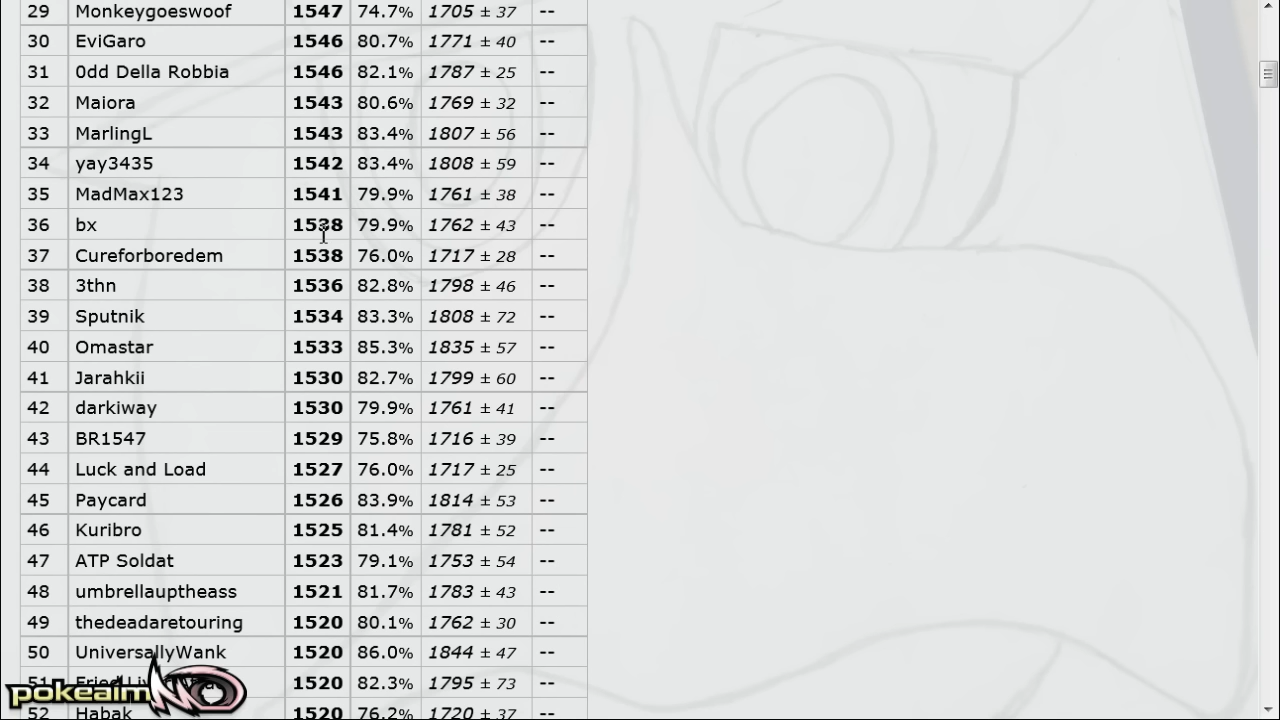 29 Monkeygoeswoof 1547 74.7% 1705 ± 37 --
30 EviGaro 1546 80.7% 1771 ± 40 --
31 0dd Della Robbia 1546 82.1% 1787 ± 25 --
32 Maiora 1543 80.6% 1769 ± 32 --
33 MarlingL 1543 83.4% 1807 ± 56 --
34 yay3435 1542 83.4% 1808 ± 59 --
35 MadMax123 1541 79.9% 1761 ± 38 --
36 bx 1538 79.9% 1762 ± 43 --
37 Cureforboredem 1538 76.0% 1717 ± 28 --
38 3thn 1536 82.8% 1798 ± 46 --
39 Sputnik 1534 83.3% 1808 ± 72 --
40 Omastar 1533 85.3% 1835 ± 57 --
41 Jarahkii 1530 82.7% 1799 ± 60 --
42 darkiway 1530 79.9% 1761 ± 41 --
43 BR1547 1529 75.8% 1716 ± 39 --
44 Luck and Load 1527 76.0% 1717 ± 25 --
45 Paycard 1526 83.9% 1814 ± 53 --
46 Kuribro 1525 81.4% 1781 ± 52 --
47 ATP Soldat 1523 79.1% 1753 ± 54 --
48 umbrellauptheass 1521 81.7% 1783 ± 43 --
49 thedeadaretouring 1520 80.1% 1762 ± 30 --
50 UniversallyWank 1520 86.0% 1844 ± 47 --
51 1520 82.3% 1795 ± 73 --
52 Habak 1520 76.2% 1720 ± 37 --
pokeaim